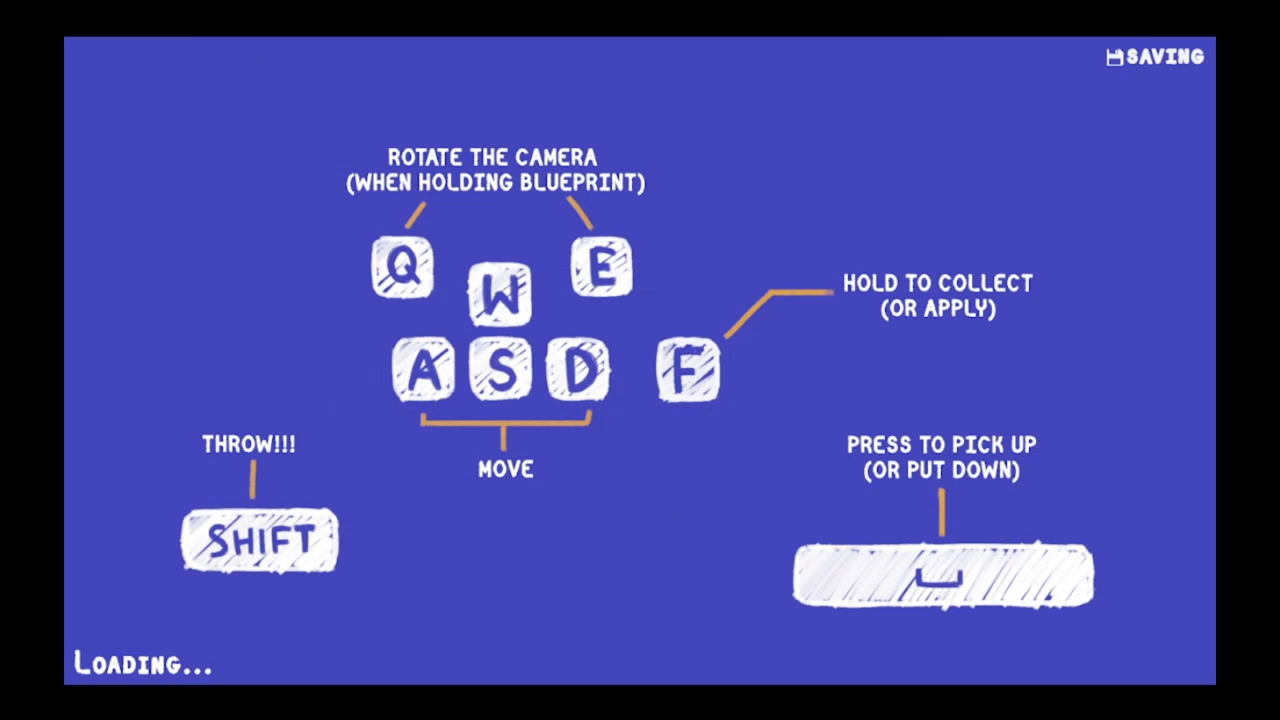 SAVING
ROTATE THE CAMERA
(WHEN HOLDING BLUEPRINT)
Q
W
E
HOLD TO COLLECT
(OR APPLY)
A
S
D
F
THROW!!!
MOVE
PRESS TO PICK UP
(OR PUT DOWN)
SHIFT
LOADING...